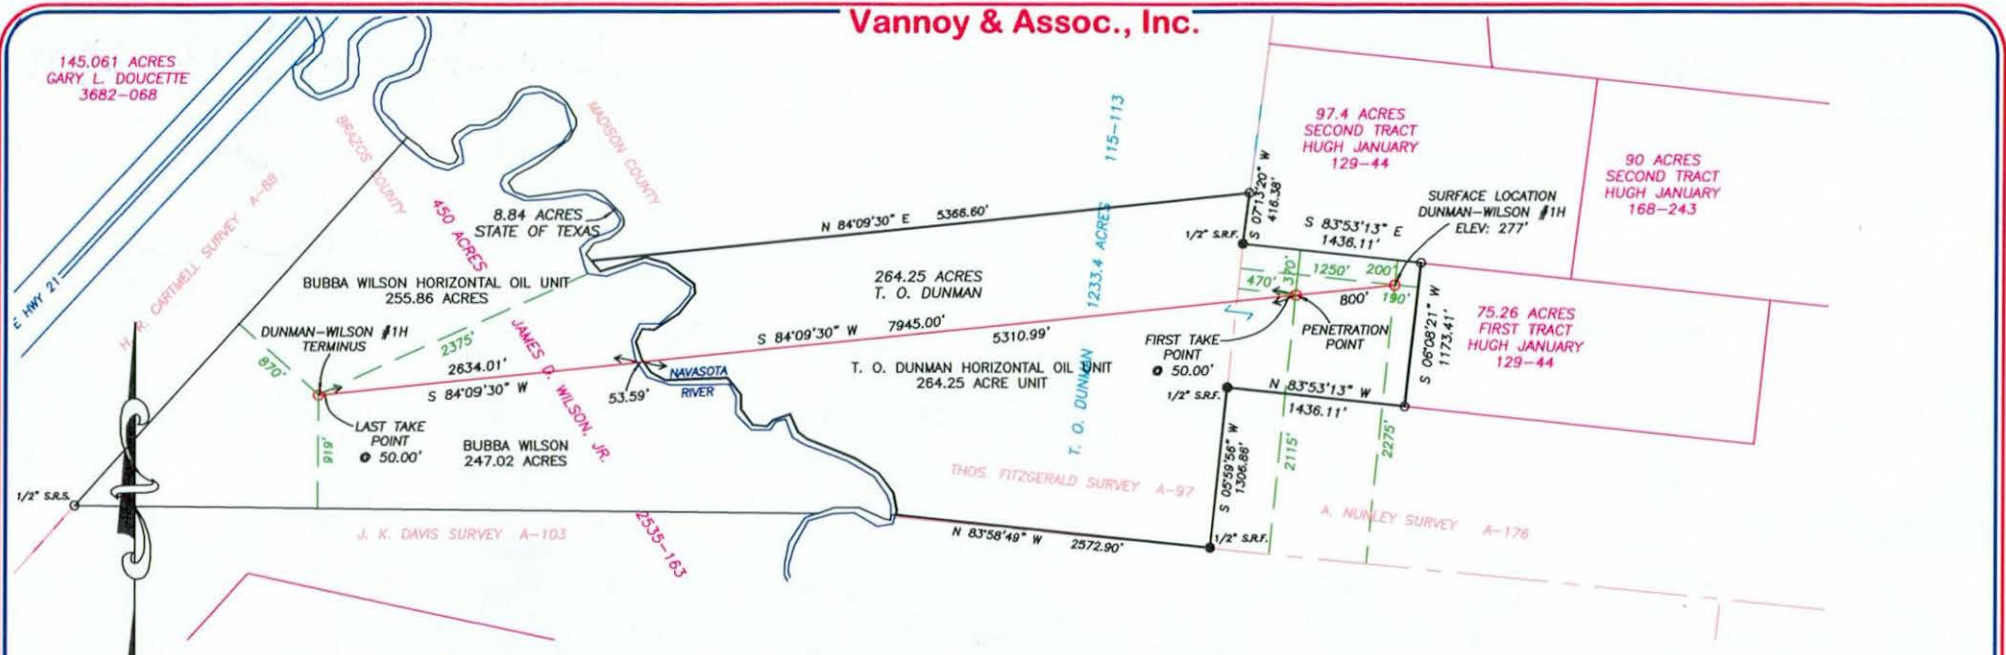 Vannoy & Assoc., Inc.
145.061 ACRES
GARY L. DOUCETTE
3682-068
E HWY 21
H. R. CARTMELL SURVEY A-88
BRAZOS COUNTY
MADISON COUNTY
450 ACRES
JAMES D. WILSON, JR.
2535-163
8.84 ACRES
STATE OF TEXAS
BUBBA WILSON HORIZONTAL OIL UNIT
255.86 ACRES
DUNMAN-WILSON #1H
TERMINUS
870'
2375'
2634.01'
S 84°09'30" W
53.59'
LAST TAKE
POINT
@ 50.00'
919'
BUBBA WILSON
247.02 ACRES
1/2" S.R.S.
J. K. DAVIS SURVEY A-103
NAVASOTA
RIVER
N 84°09'30" E 5366.60'
264.25 ACRES
T. O. DUNMAN
S 84°09'30" W 7945.00' 5310.99'
T. O. DUNMAN HORIZONTAL OIL UNIT
264.25 ACRE UNIT
T. O. DUNMAN 1233.4 ACRES 115-113
THOS. FITZGERALD SURVEY A-97
N 83°58'49" W 2572.90'
1/2" S.R.F.
S 07°13'20" W
416.38'
97.4 ACRES
SECOND TRACT
HUGH JANUARY
129-44
90 ACRES
SECOND TRACT
HUGH JANUARY
168-243
SURFACE LOCATION
DUNMAN-WILSON #1H
ELEV: 277'
S 83°53'13" E
1436.11'
470'
370'
1250'
200'
800'
190'
FIRST TAKE
POINT
@ 50.00'
PENETRATION
POINT
S 06°08'21" W
1173.41'
75.26 ACRES
FIRST TRACT
HUGH JANUARY
129-44
1/2" S.R.F.
N 83°53'13" W
1436.11'
S 05°59'56" W
1306.86'
2115'
2275'
1/2" S.R.F.
A. NUNLEY SURVEY A-176